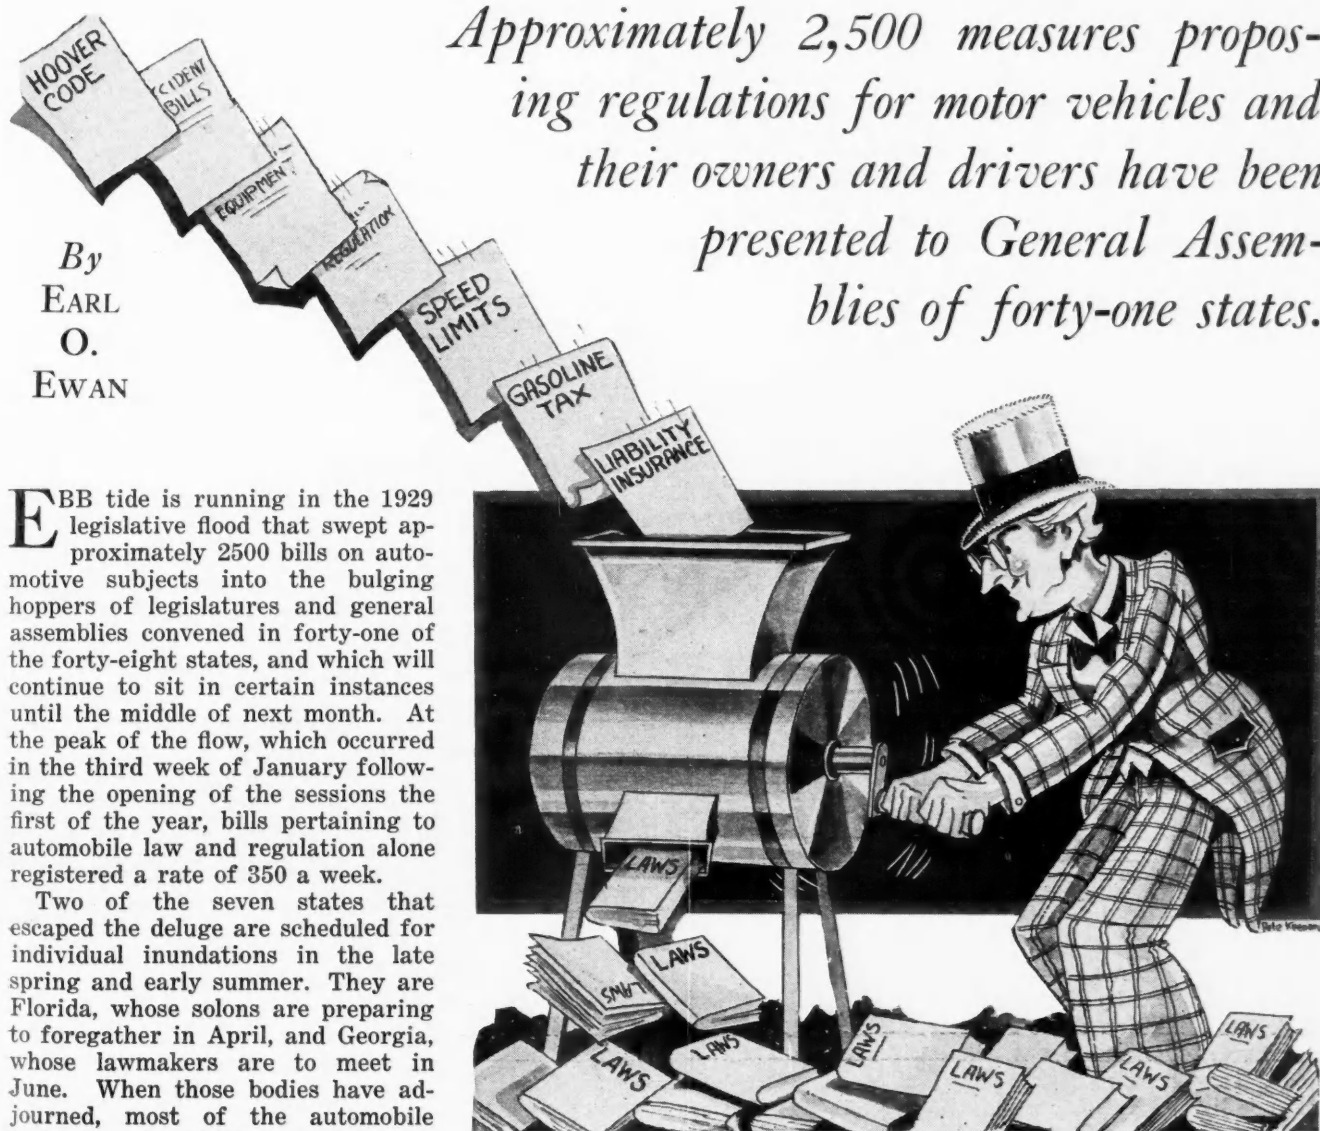 Approximately 2,500 measures propos-
ing regulations for motor vehicles and
their owners and drivers have been
presented to General Assem-
blies of forty-one states.
HOOVER
CODE
CIDENT
BILLS
EQUIPMENT
REGULATION
SPEED
LIMITS
GASOLINE
TAX
LIABILITY
INSURANCE
By
EARL
O.
EWAN
EBB tide is running in the 1929
legislative flood that swept ap-
proximately 2500 bills on auto-
motive subjects into the bulging
hoppers of legislatures and general
assemblies convened in forty-one of
the forty-eight states, and which will
continue to sit in certain instances
until the middle of next month. At
the peak of the flow, which occurred
in the third week of January follow-
ing the opening of the sessions the
first of the year, bills pertaining to
automobile law and regulation alone
registered a rate of 350 a week.
Two of the seven states that
escaped the deluge are scheduled for
individual inundations in the late
spring and early summer. They are
Florida, whose solons are preparing
to foregather in April, and Georgia,
whose lawmakers are to meet in
June. When those bodies have ad-
journed, most of the automobile
LAWS
LAWS
LAWS
LAWS
LAWS
LAWS
LAWS
LAWS
LAWS